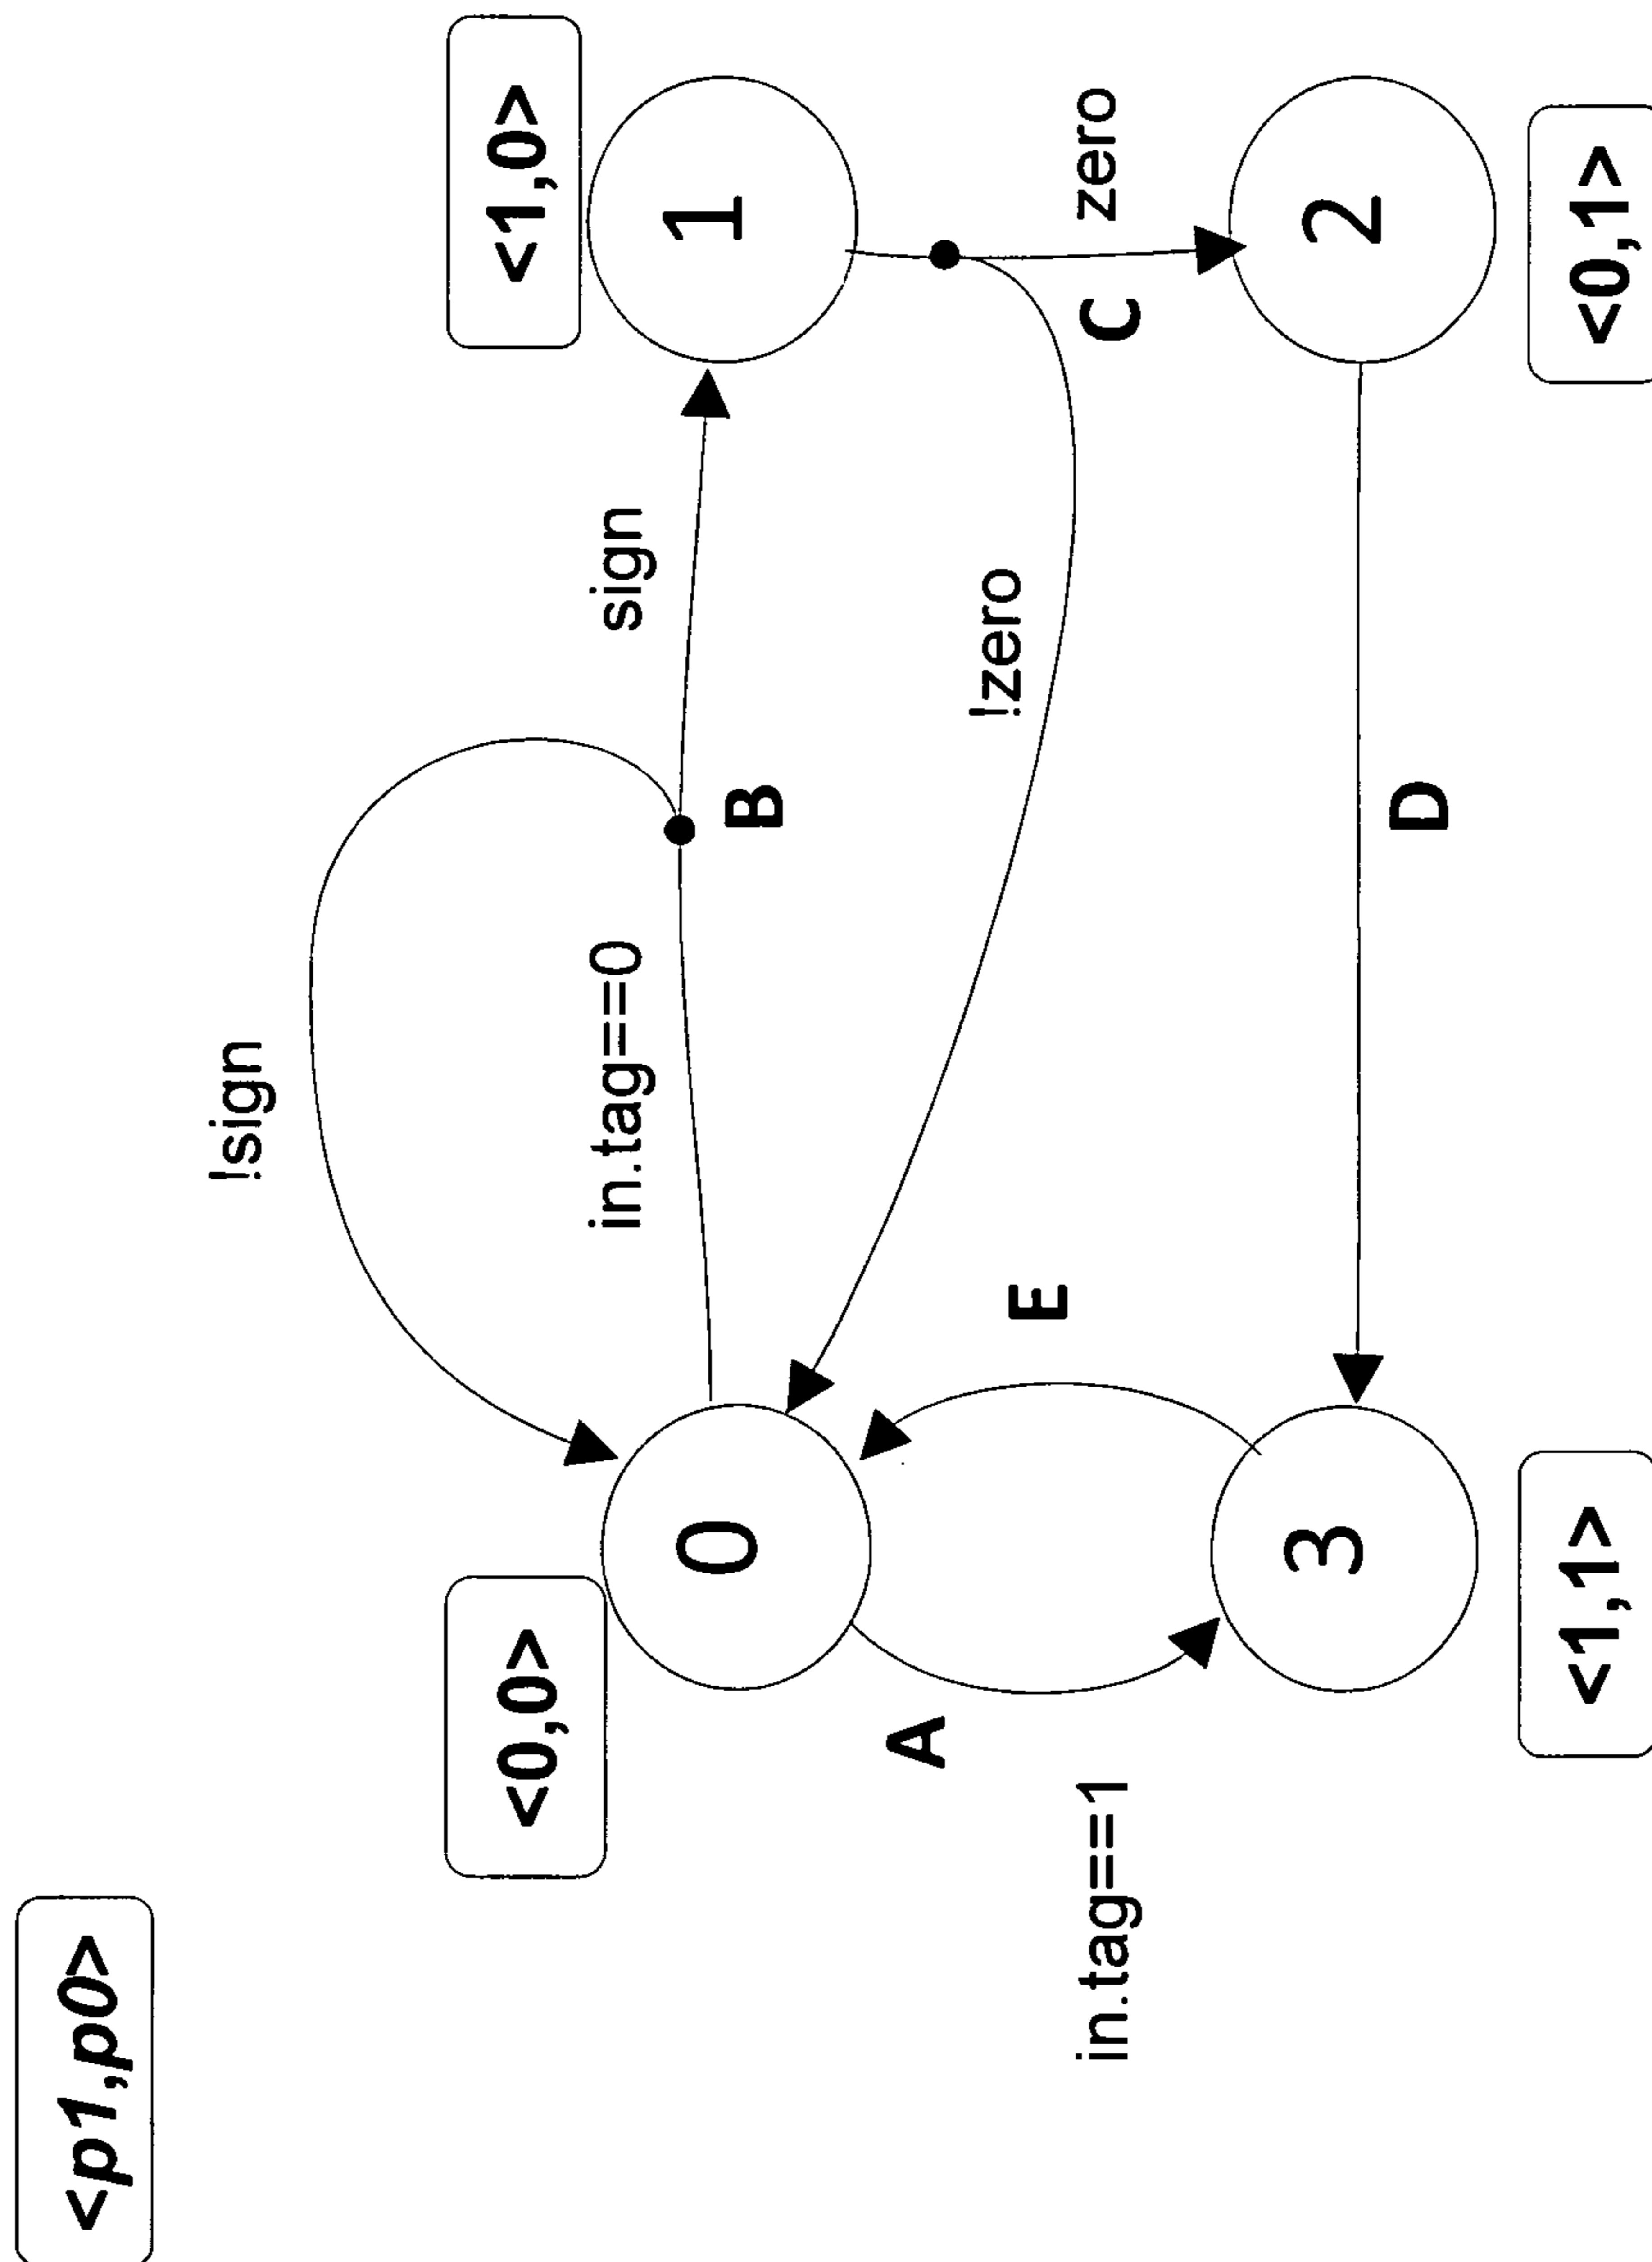 <p1,p0>
!sign
<0,0>
<1,0>
in.tag==0
sign
0
1
B
A
E
!zero
in.tag==1
C
zero
3
2
D
<1,1>
<0,1>